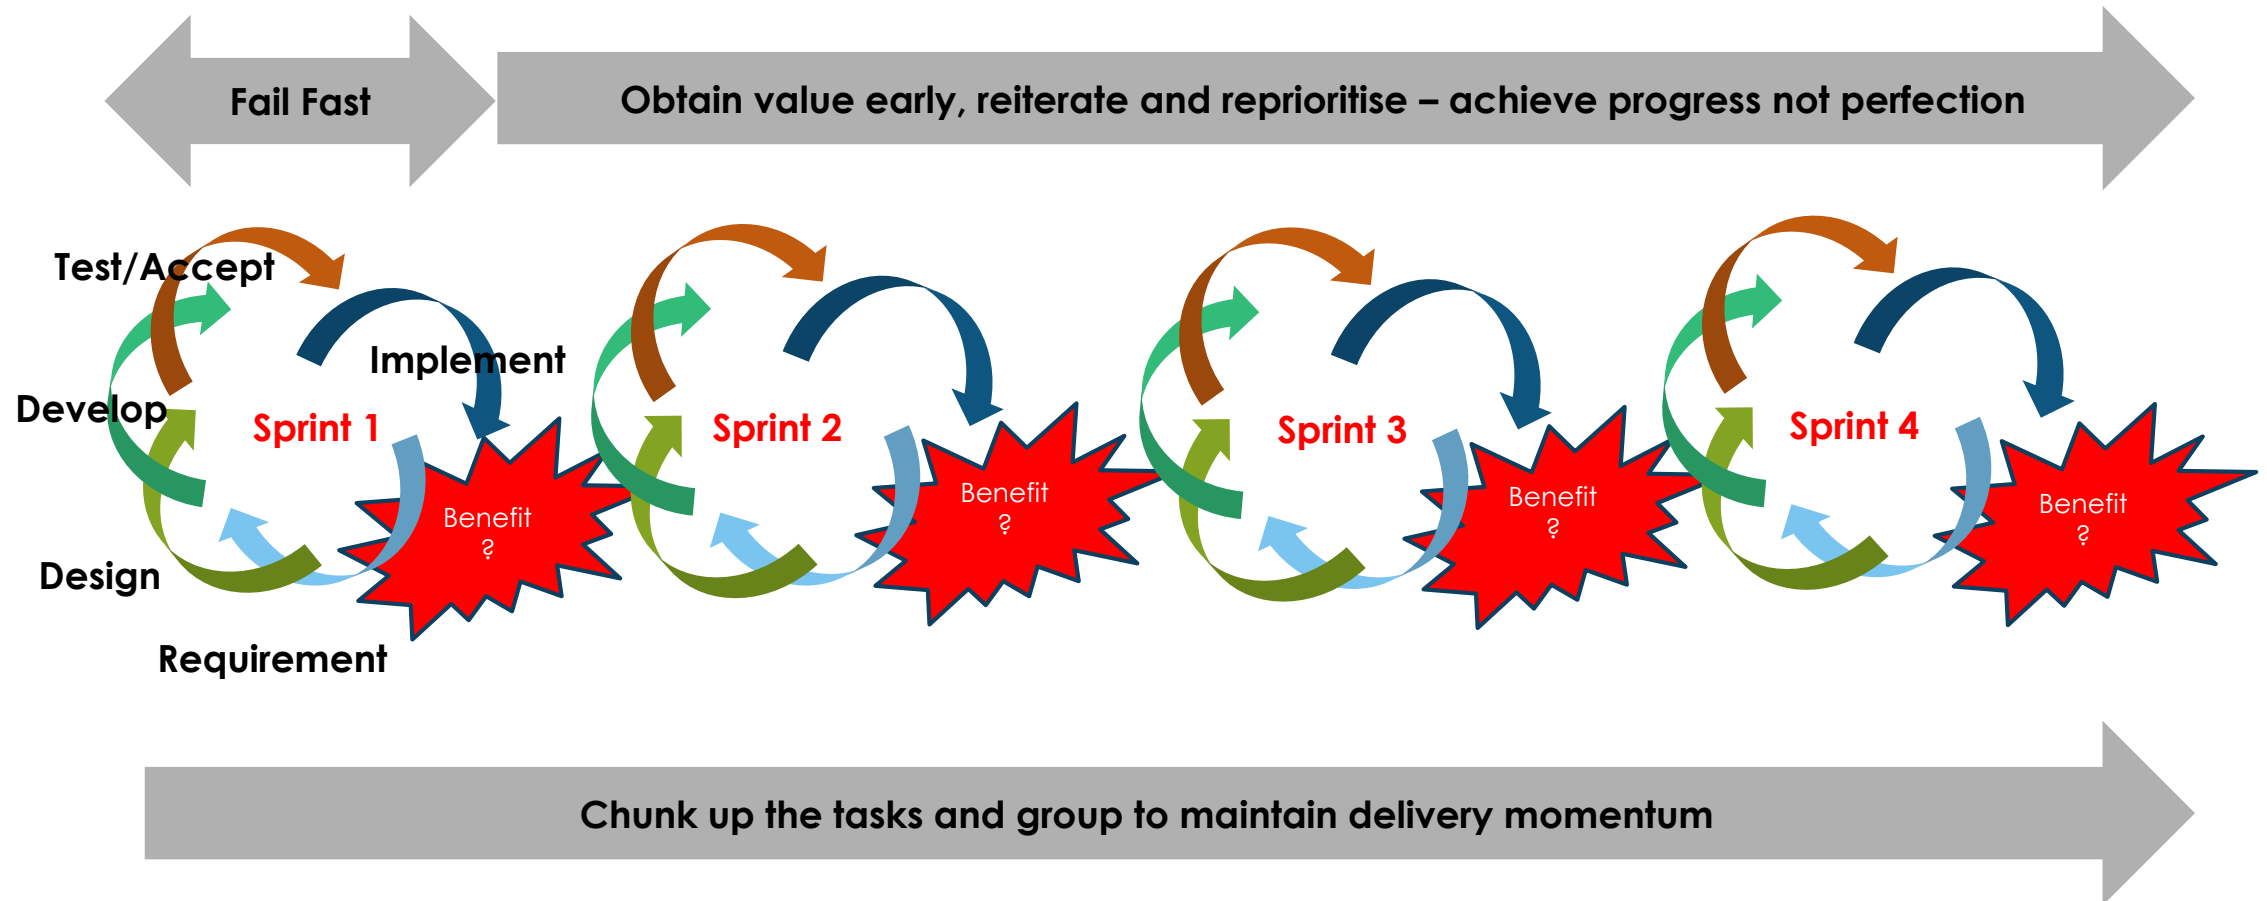 Fail Fast
Obtain value early, reiterate and reprioritise – achieve progress not perfection
Test/Accept
Implement
Develop
Sprint 1
Sprint 2
Sprint 3
Sprint 4
Benefit
?
Benefit
?
Benefit
?
Benefit
?
Design
Requirement
Chunk up the tasks and group to maintain delivery momentum